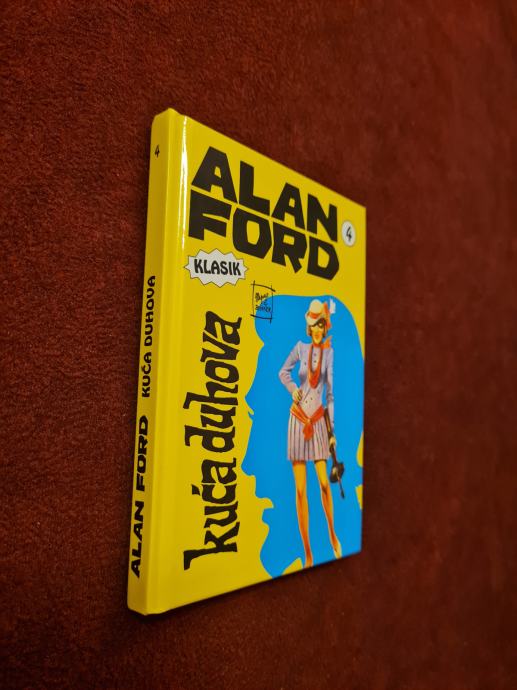 ALAN
FORD
4
KLASIK
kuća duhova
4
ALAN FORD KUĆA DUHOVA